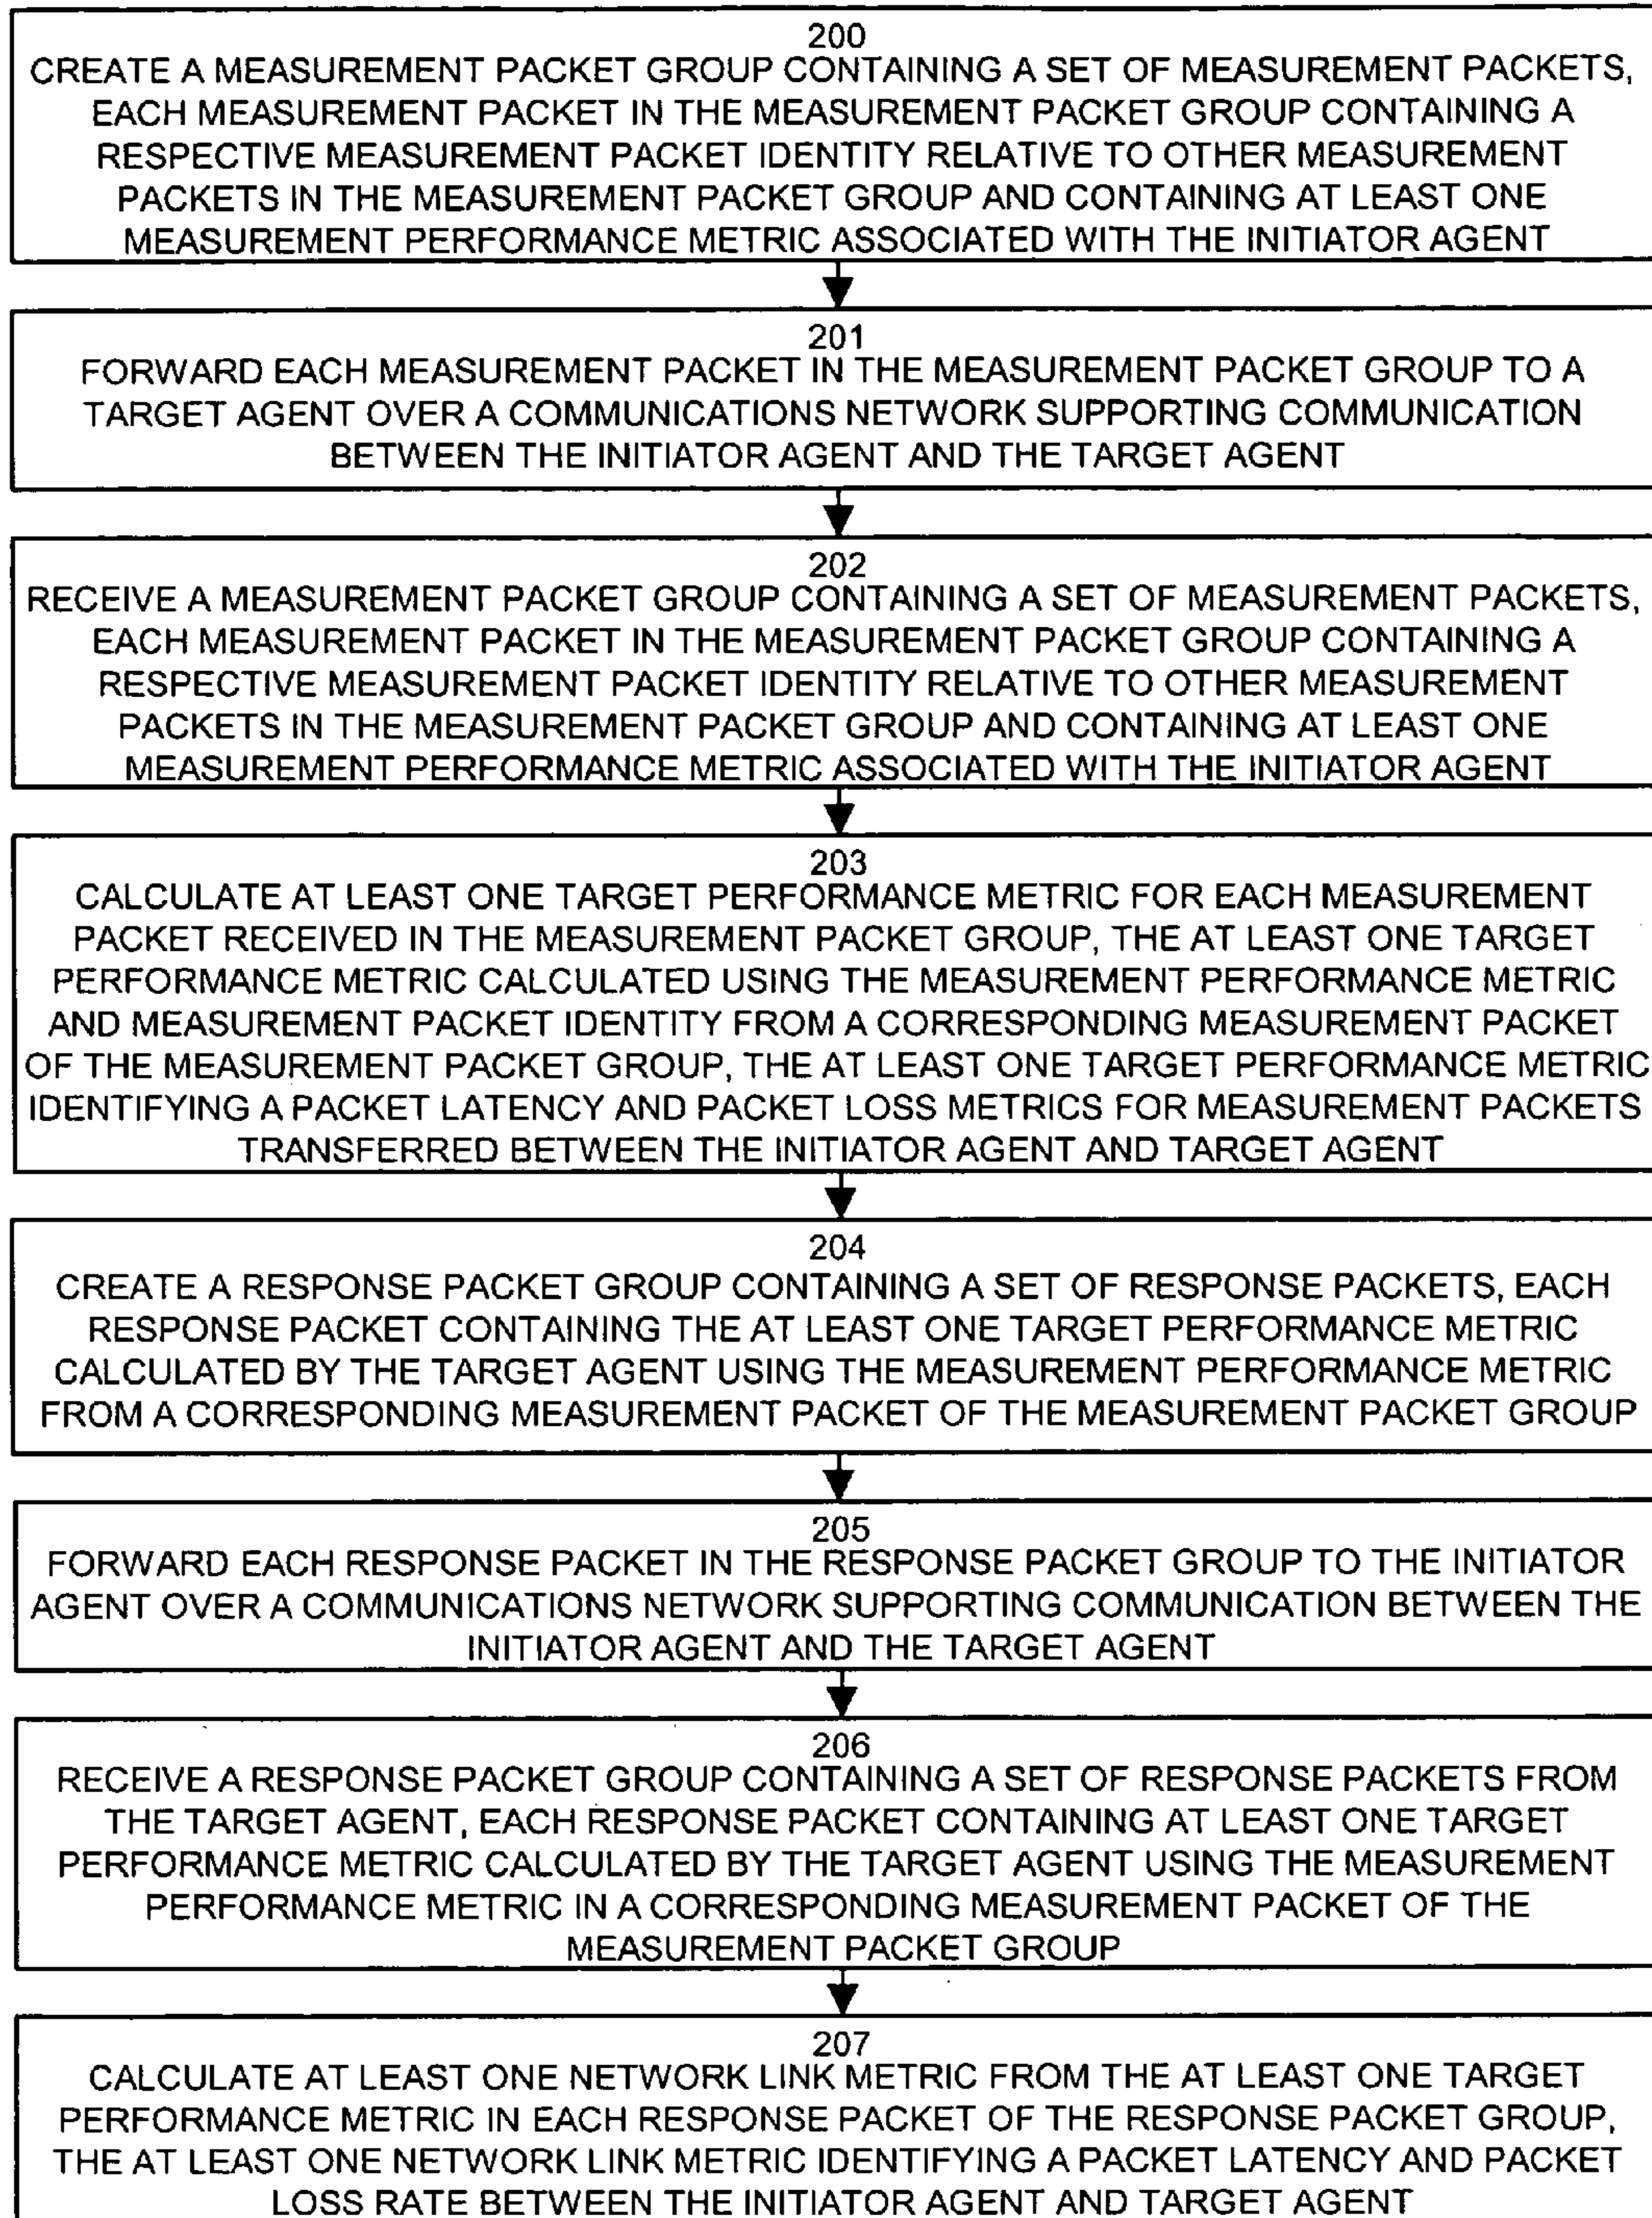 200
CREATE A MEASUREMENT PACKET GROUP CONTAINING A SET OF MEASUREMENT PACKETS,
EACH MEASUREMENT PACKET IN THE MEASUREMENT PACKET GROUP CONTAINING A
RESPECTIVE MEASUREMENT PACKET IDENTITY RELATIVE TO OTHER MEASUREMENT
PACKETS IN THE MEASUREMENT PACKET GROUP AND CONTAINING AT LEAST ONE
MEASUREMENT PERFORMANCE METRIC ASSOCIATED WITH THE INITIATOR AGENT
201
FORWARD EACH MEASUREMENT PACKET IN THE MEASUREMENT PACKET GROUP TO A
TARGET AGENT OVER A COMMUNICATIONS NETWORK SUPPORTING COMMUNICATION
BETWEEN THE INITIATOR AGENT AND THE TARGET AGENT
202
RECEIVE A MEASUREMENT PACKET GROUP CONTAINING A SET OF MEASUREMENT PACKETS,
EACH MEASUREMENT PACKET IN THE MEASUREMENT PACKET GROUP CONTAINING A
RESPECTIVE MEASUREMENT PACKET IDENTITY RELATIVE TO OTHER MEASUREMENT
PACKETS IN THE MEASUREMENT PACKET GROUP AND CONTAINING AT LEAST ONE
MEASUREMENT PERFORMANCE METRIC ASSOCIATED WITH THE INITIATOR AGENT
203
CALCULATE AT LEAST ONE TARGET PERFORMANCE METRIC FOR EACH MEASUREMENT
PACKET RECEIVED IN THE MEASUREMENT PACKET GROUP, THE AT LEAST ONE TARGET
PERFORMANCE METRIC CALCULATED USING THE MEASUREMENT PERFORMANCE METRIC
AND MEASUREMENT PACKET IDENTITY FROM A CORRESPONDING MEASUREMENT PACKET
OF THE MEASUREMENT PACKET GROUP, THE AT LEAST ONE TARGET PERFORMANCE METRIC
IDENTIFYING A PACKET LATENCY AND PACKET LOSS METRICS FOR MEASUREMENT PACKETS
TRANSFERRED BETWEEN THE INITIATOR AGENT AND TARGET AGENT
204
CREATE A RESPONSE PACKET GROUP CONTAINING A SET OF RESPONSE PACKETS, EACH
RESPONSE PACKET CONTAINING THE AT LEAST ONE TARGET PERFORMANCE METRIC
CALCULATED BY THE TARGET AGENT USING THE MEASUREMENT PERFORMANCE METRIC
FROM A CORRESPONDING MEASUREMENT PACKET OF THE MEASUREMENT PACKET GROUP
205
FORWARD EACH RESPONSE PACKET IN THE RESPONSE PACKET GROUP TO THE INITIATOR
AGENT OVER A COMMUNICATIONS NETWORK SUPPORTING COMMUNICATION BETWEEN THE
INITIATOR AGENT AND THE TARGET AGENT
206
RECEIVE A RESPONSE PACKET GROUP CONTAINING A SET OF RESPONSE PACKETS FROM
THE TARGET AGENT, EACH RESPONSE PACKET CONTAINING AT LEAST ONE TARGET
PERFORMANCE METRIC CALCULATED BY THE TARGET AGENT USING THE MEASUREMENT
PERFORMANCE METRIC IN A CORRESPONDING MEASUREMENT PACKET OF THE
MEASUREMENT PACKET GROUP
207
CALCULATE AT LEAST ONE NETWORK LINK METRIC FROM THE AT LEAST ONE TARGET
PERFORMANCE METRIC IN EACH RESPONSE PACKET OF THE RESPONSE PACKET GROUP,
THE AT LEAST ONE NETWORK LINK METRIC IDENTIFYING A PACKET LATENCY AND PACKET
LOSS RATE BETWEEN THE INITIATOR AGENT AND TARGET AGENT